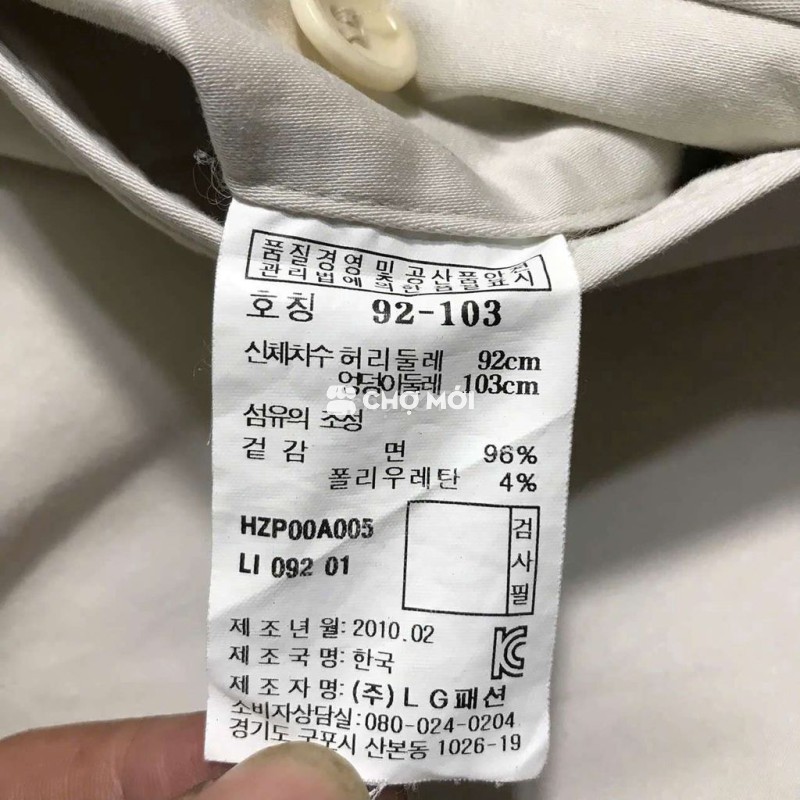 품질경영 및 공산품안전
관리법에 의한 품질표시
호칭 92-103
신체치수 허리둘레 92cm
엉덩이둘레 103cm
CHỢ MỚI
섬유의 조성
겉감 면 96%
폴리우레탄 4%
HZP00A005
LI 092 01
검사필
제조년월: 2010.02
제조국명: 한국
제조자명: (주) L G 패션
소비자상담실: 080-024-0204
경기도 군포시 산본동 1026-19